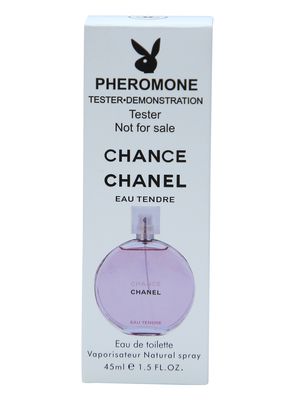 PHEROMONE
TESTER•DEMONSTRATION
Tester
Not for sale
CHANCE
CHANEL
EAU TENDRE
CHANCE
CHANEL
EAU TENDRE
Eau de toilette
Vaporisateur Natural spray
45ml e 1.5 FL.OZ.